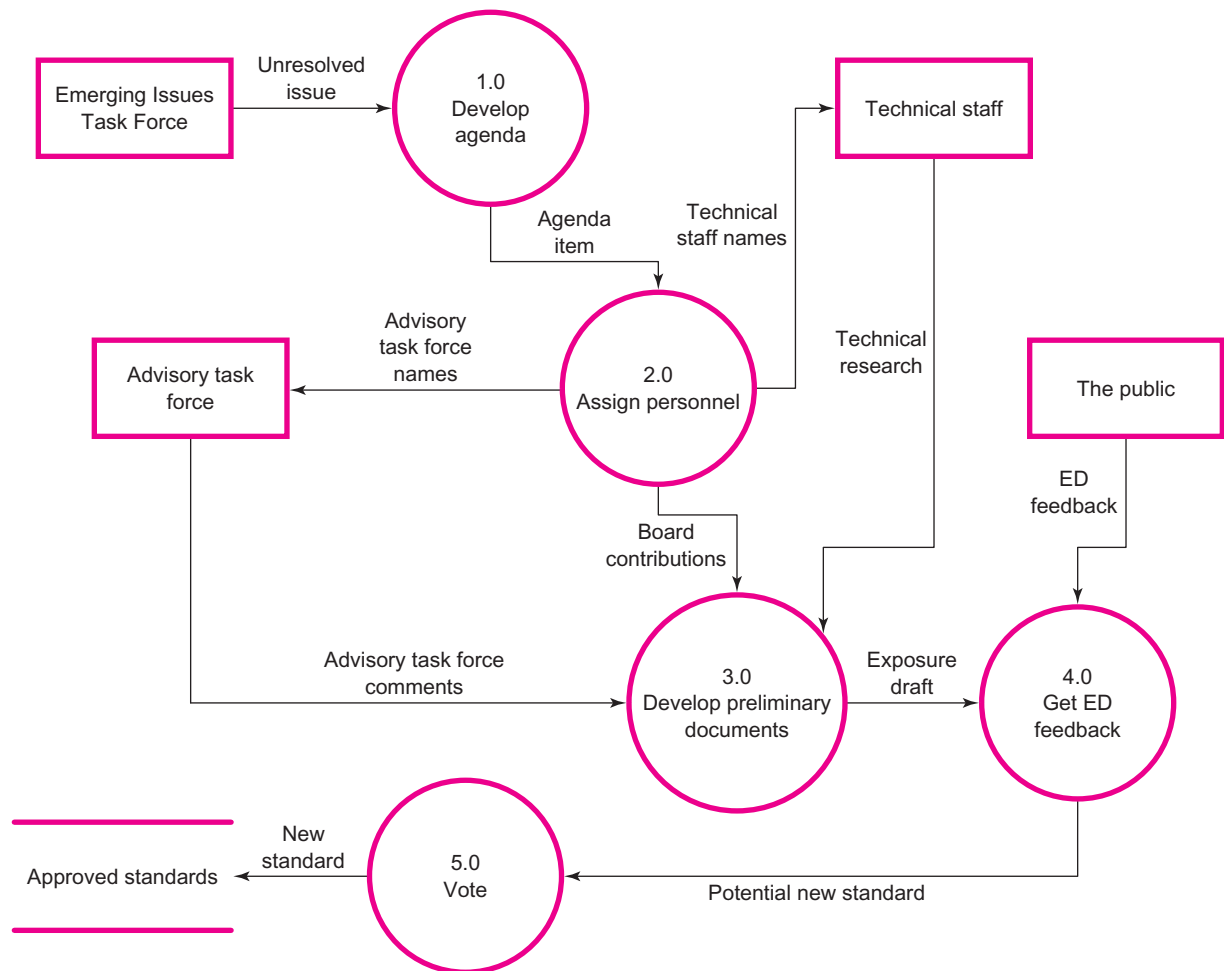 Emerging Issues
Task Force
Unresolved
issue
1.0
Develop
agenda
Technical staff
Agenda
item
Technical
staff names
Advisory
task force
names
Advisory task
force
2.0
Assign personnel
Technical
research
The public
ED
feedback
Board
contributions
Advisory task force
comments
3.0
Develop preliminary
documents
Exposure
draft
4.0
Get ED
feedback
Approved standards
New
standard
5.0
Vote
Potential new standard